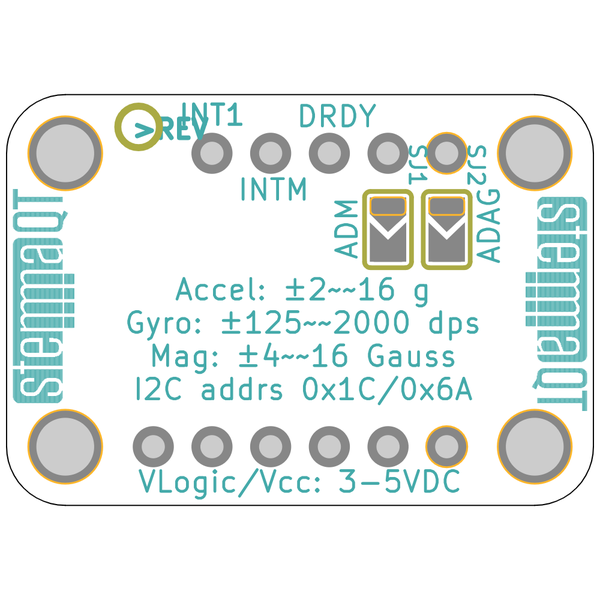 INT1
>REV
DRDY
INTM
SJ1
SJ2
ADM
ADAG
stemmaQT
stemmaQT
Accel: ±2~~16 g
Gyro: ±125~~2000 dps
Mag: ±4~~16 Gauss
I2C addrs 0x1C/0x6A
VLogic/Vcc: 3-5VDC